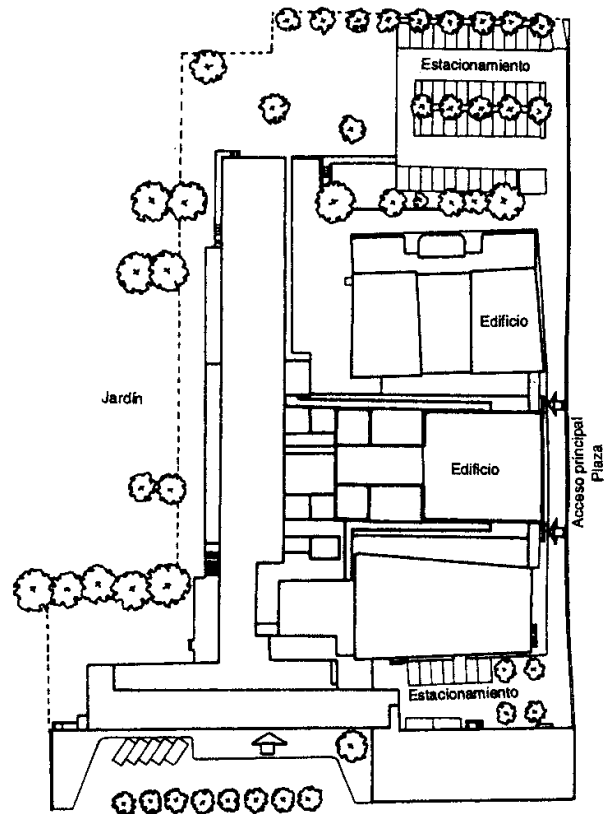 Estacionamiento
Edificio
Jardín
Edificio
Acceso principal
Plaza
Estacionamiento